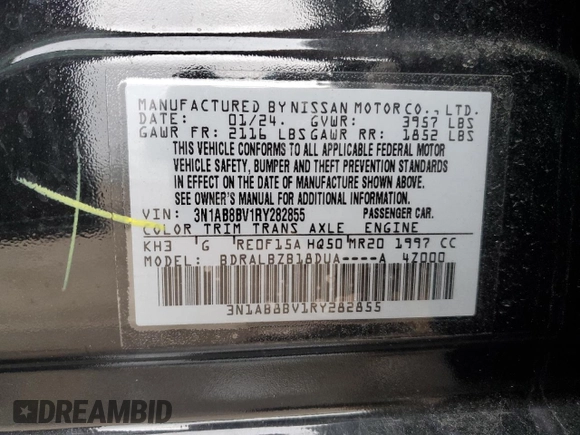 MANUFACTURED BY NISSAN MOTOR CO., LTD.
DATE: 01/24. GVWR: 3957 LBS
GAWR FR: 2116 LBS GAWR RR: 1852 LBS
THIS VEHICLE CONFORMS TO ALL APPLICABLE FEDERAL MOTOR
VEHICLE SAFETY, BUMPER AND THEFT PREVENTION STANDARDS
IN EFFECT ON THE DATE OF MANUFACTURE SHOWN ABOVE.
SEE OWNER'S MANUAL FOR ADDITIONAL INFORMATION
VIN: 3N1AB8BV1RY282855 PASSENGER CAR.
COLOR TRIM TRANS AXLE ENGINE
KH3 G RE0F15A HQ50 MR20 1997 CC
MODEL: BDRALBZB18DUA----A 4Z000
3N1AB8BV1RY282855
DREAMBID